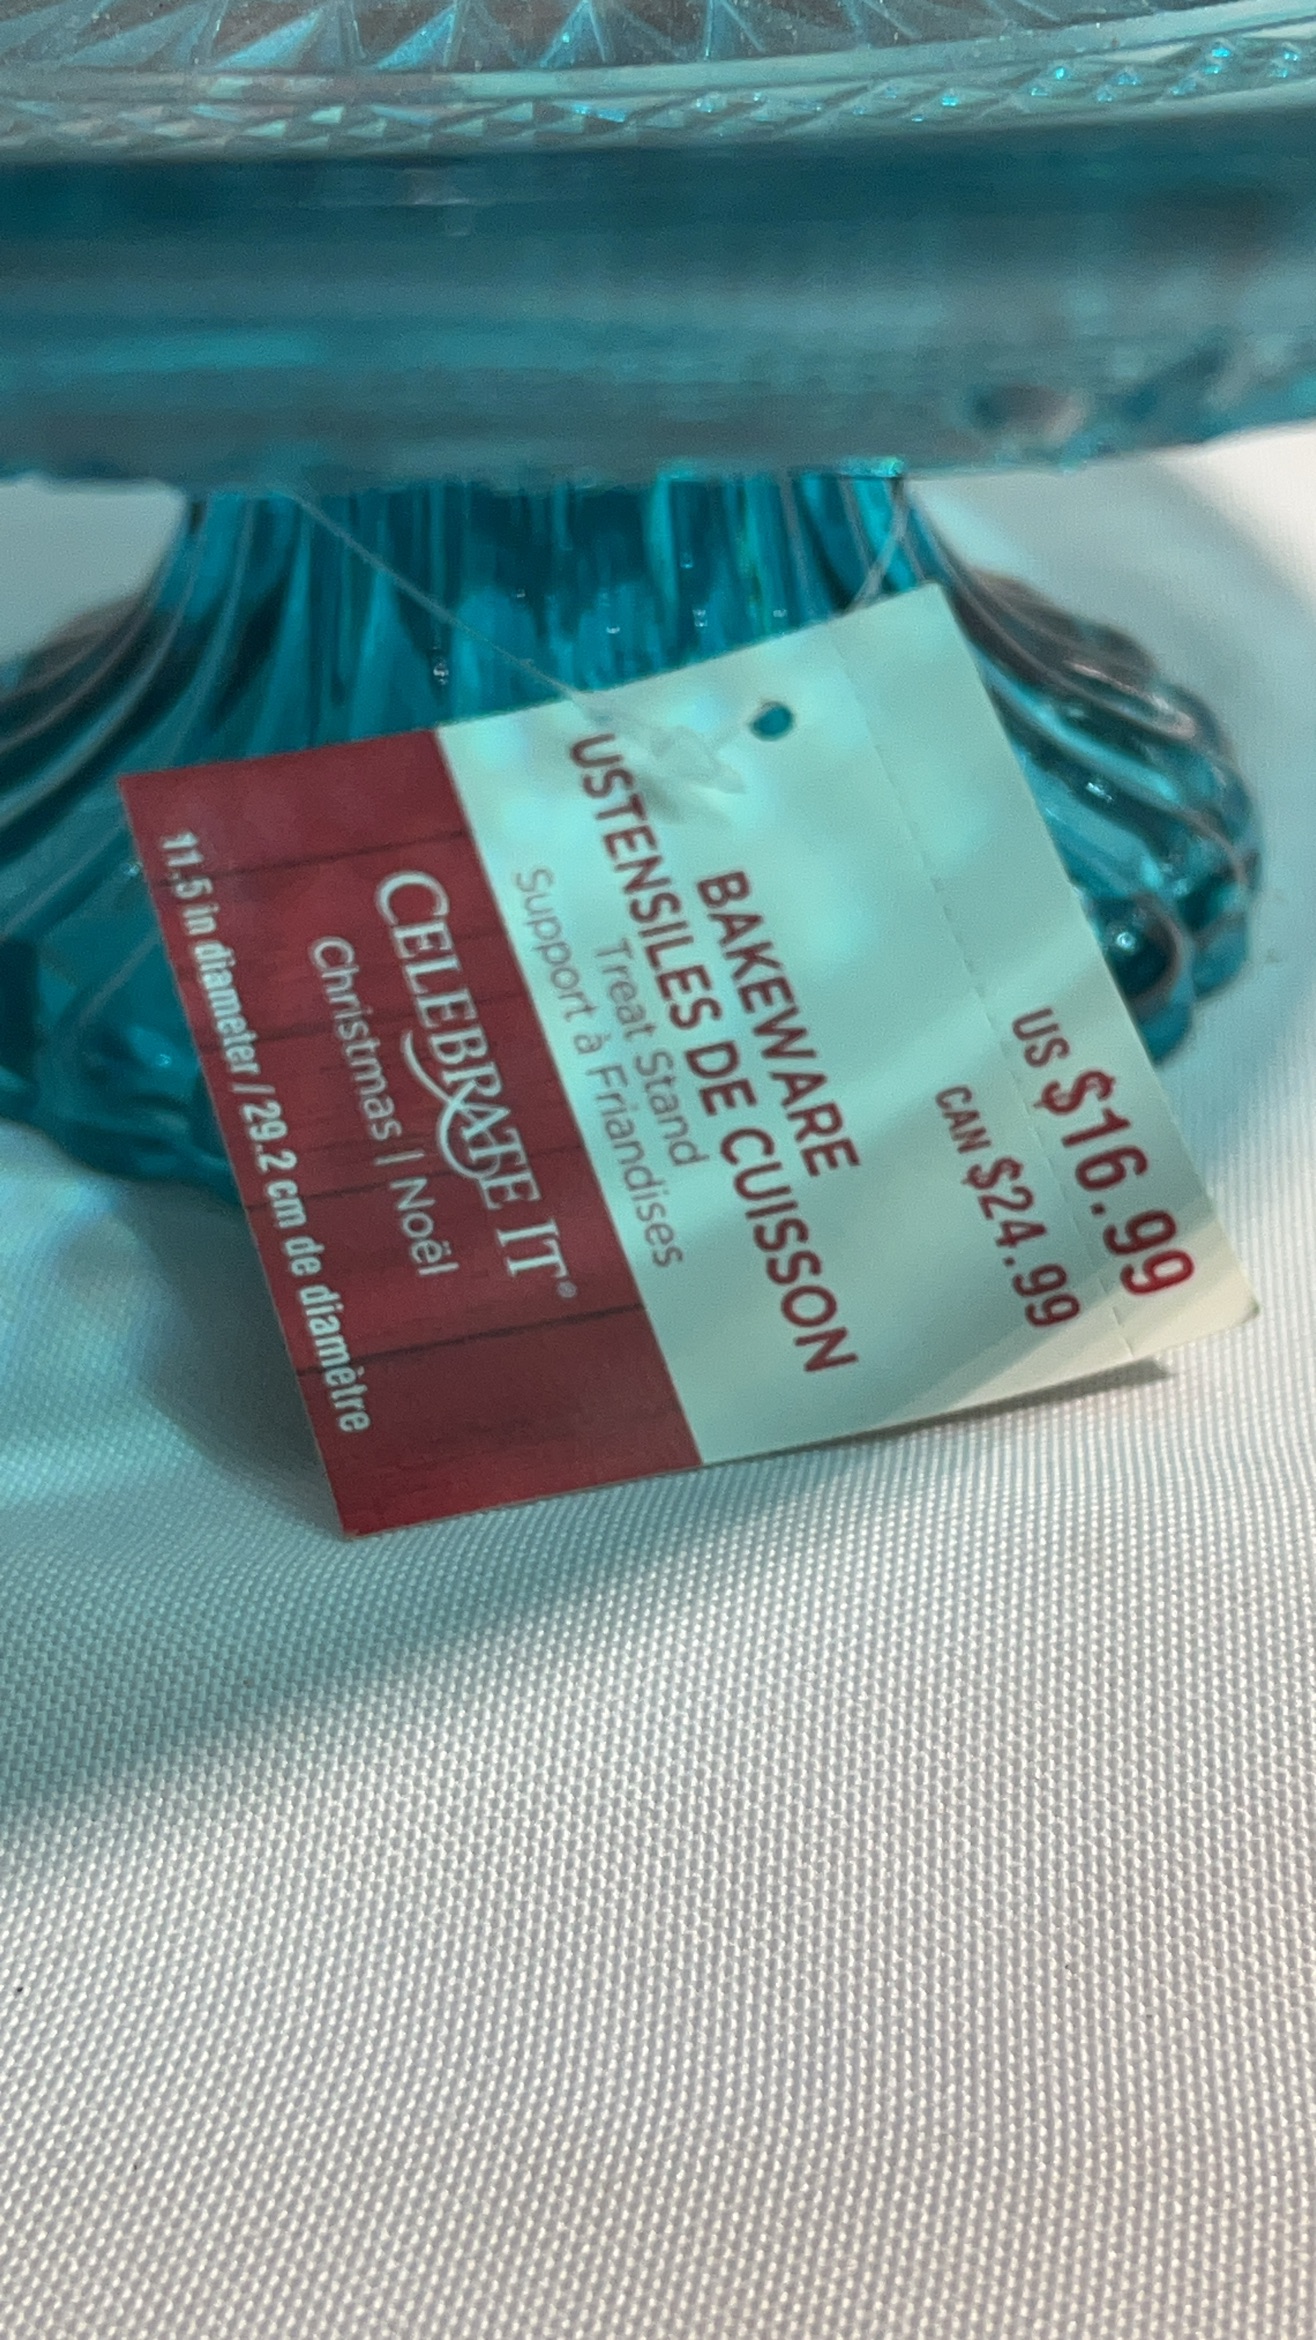 US $16.99
CAN $24.99
BAKEWARE
USTENSILES DE CUISSON
Treat Stand
Support à Friandises
CELEBRATE IT®
Christmas | Noël
11.5 in diameter / 29.2 cm de diamètre